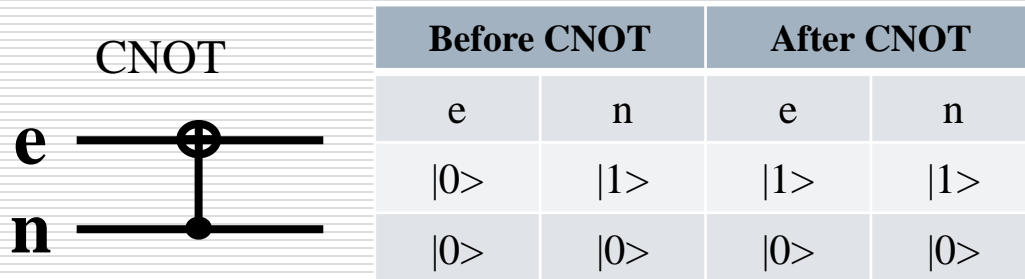 CNOT
e
n
Before CNOT After CNOT
e n e n
|0> |1> |1> |1>
|0> |0> |0> |0>